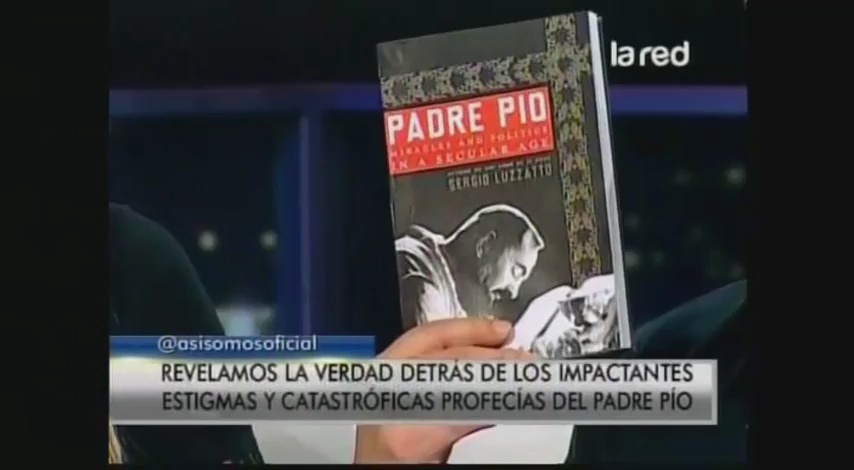 la red
PADRE PIO
MIRACLES AND POLITICS
IN A SECULAR AGE
SERGIO LUZZATTO
@asisomosoficial
REVELAMOS LA VERDAD DETRÁS DE LOS IMPACTANTES
ESTIGMAS Y CATASTRÓFICAS PROFECÍAS DEL PADRE PÍO